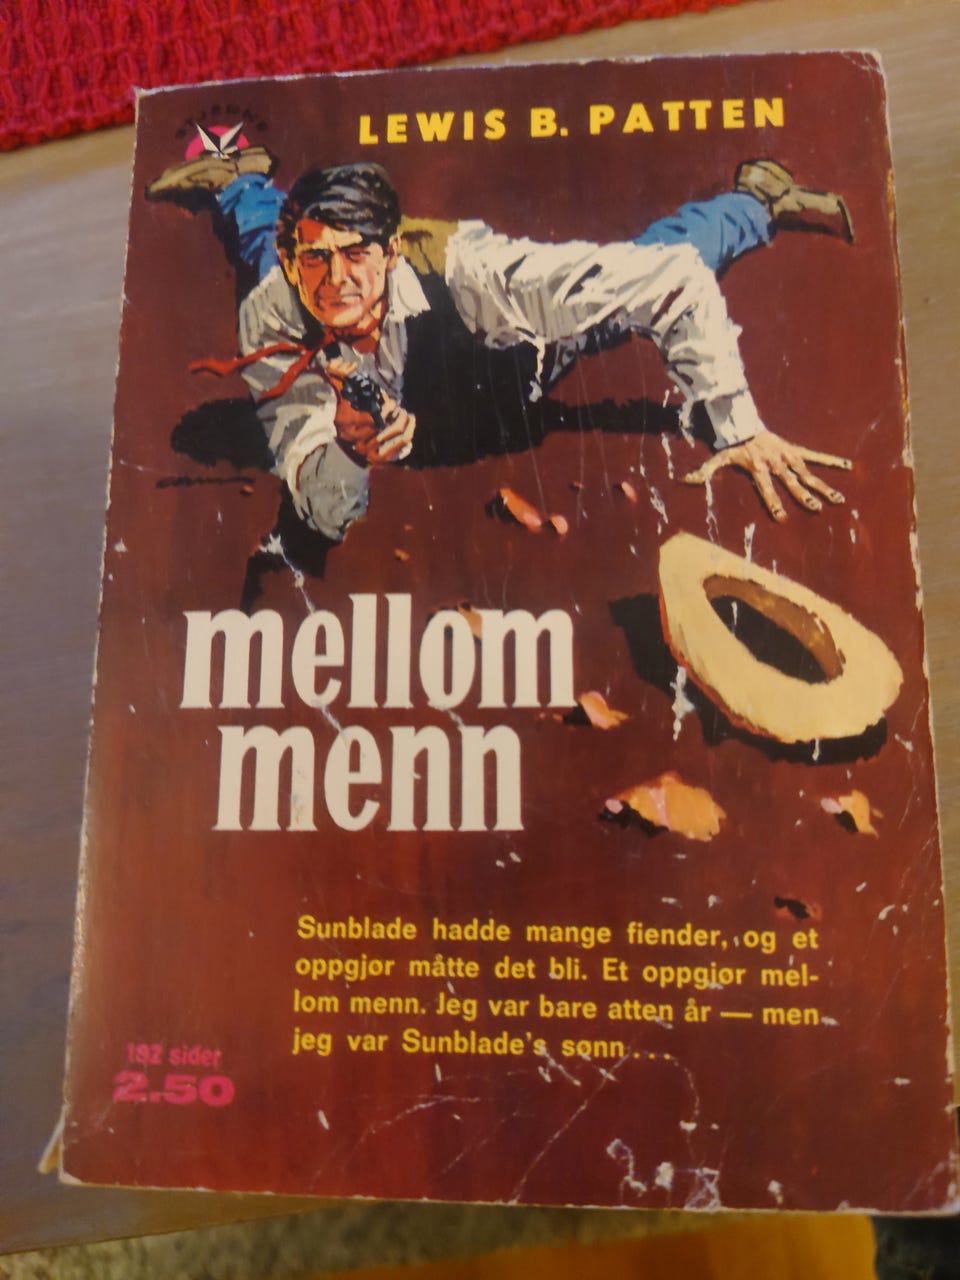 STJERNE
LEWIS B. PATTEN
mellom
menn
Sunblade hadde mange fiender, og et
oppgjør måtte det bli. Et oppgjør mel-
lom menn. Jeg var bare atten år — men
jeg var Sunblade's sønn...
192 sider
2.50